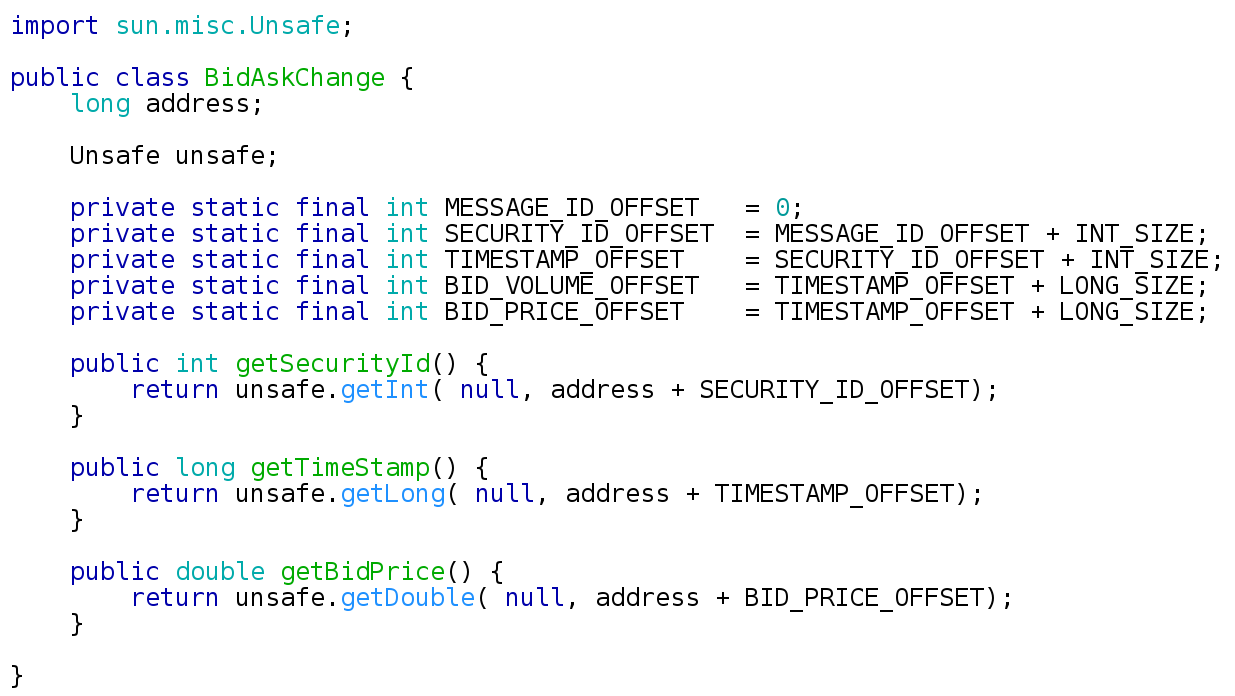 import sun.misc.Unsafe;

public class BidAskChange {
    long address;

    Unsafe unsafe;

    private static final int MESSAGE_ID_OFFSET   = 0;
    private static final int SECURITY_ID_OFFSET  = MESSAGE_ID_OFFSET + INT_SIZE;
    private static final int TIMESTAMP_OFFSET    = SECURITY_ID_OFFSET + INT_SIZE;
    private static final int BID_VOLUME_OFFSET   = TIMESTAMP_OFFSET + LONG_SIZE;
    private static final int BID_PRICE_OFFSET    = TIMESTAMP_OFFSET + LONG_SIZE;

    public int getSecurityId() {
        return unsafe.getInt( null, address + SECURITY_ID_OFFSET);
    }

    public long getTimeStamp() {
        return unsafe.getLong( null, address + TIMESTAMP_OFFSET);
    }

    public double getBidPrice() {
        return unsafe.getDouble( null, address + BID_PRICE_OFFSET);
    }

}